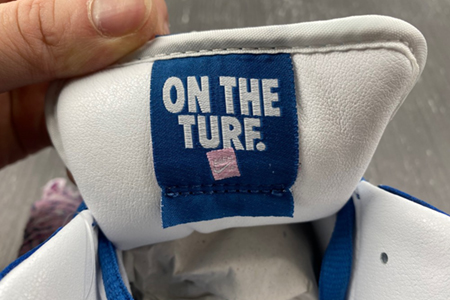 ON THE
TURF.